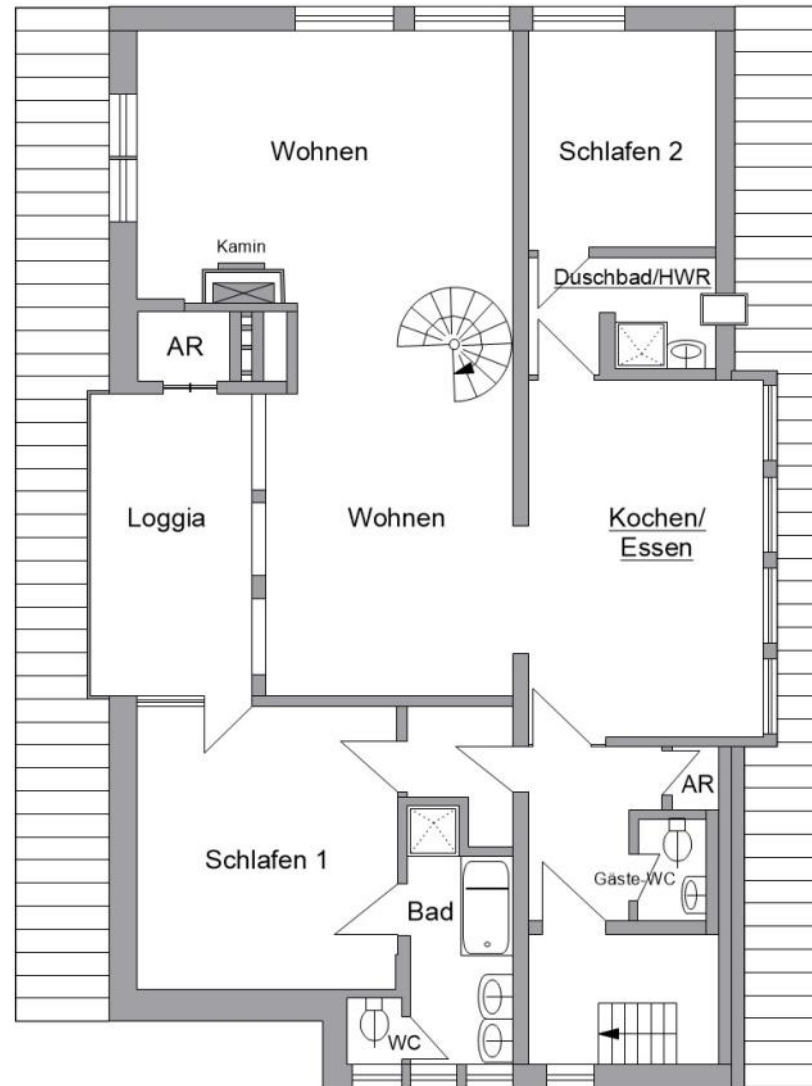 Wohnen
Schlafen 2
Kamin
Duschbad/HWR
AR
Loggia
Wohnen
Kochen/
Essen
AR
Schlafen 1
Gäste-WC
Bad
WC